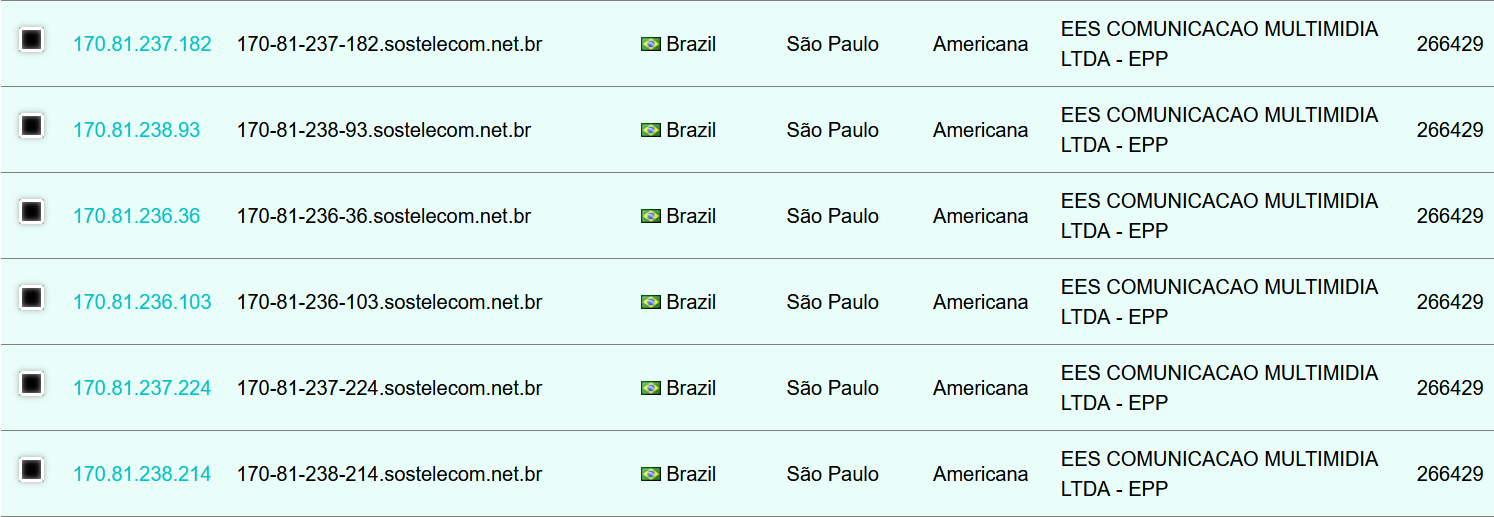 170.81.237.182 170-81-237-182.sostelecom.net.br Brazil São Paulo Americana EES COMUNICACAO MULTIMIDIA LTDA - EPP 266429
170.81.238.93 170-81-238-93.sostelecom.net.br Brazil São Paulo Americana EES COMUNICACAO MULTIMIDIA LTDA - EPP 266429
170.81.236.36 170-81-236-36.sostelecom.net.br Brazil São Paulo Americana EES COMUNICACAO MULTIMIDIA LTDA - EPP 266429
170.81.236.103 170-81-236-103.sostelecom.net.br Brazil São Paulo Americana EES COMUNICACAO MULTIMIDIA LTDA - EPP 266429
170.81.237.224 170-81-237-224.sostelecom.net.br Brazil São Paulo Americana EES COMUNICACAO MULTIMIDIA LTDA - EPP 266429
170.81.238.214 170-81-238-214.sostelecom.net.br Brazil São Paulo Americana EES COMUNICACAO MULTIMIDIA LTDA - EPP 266429